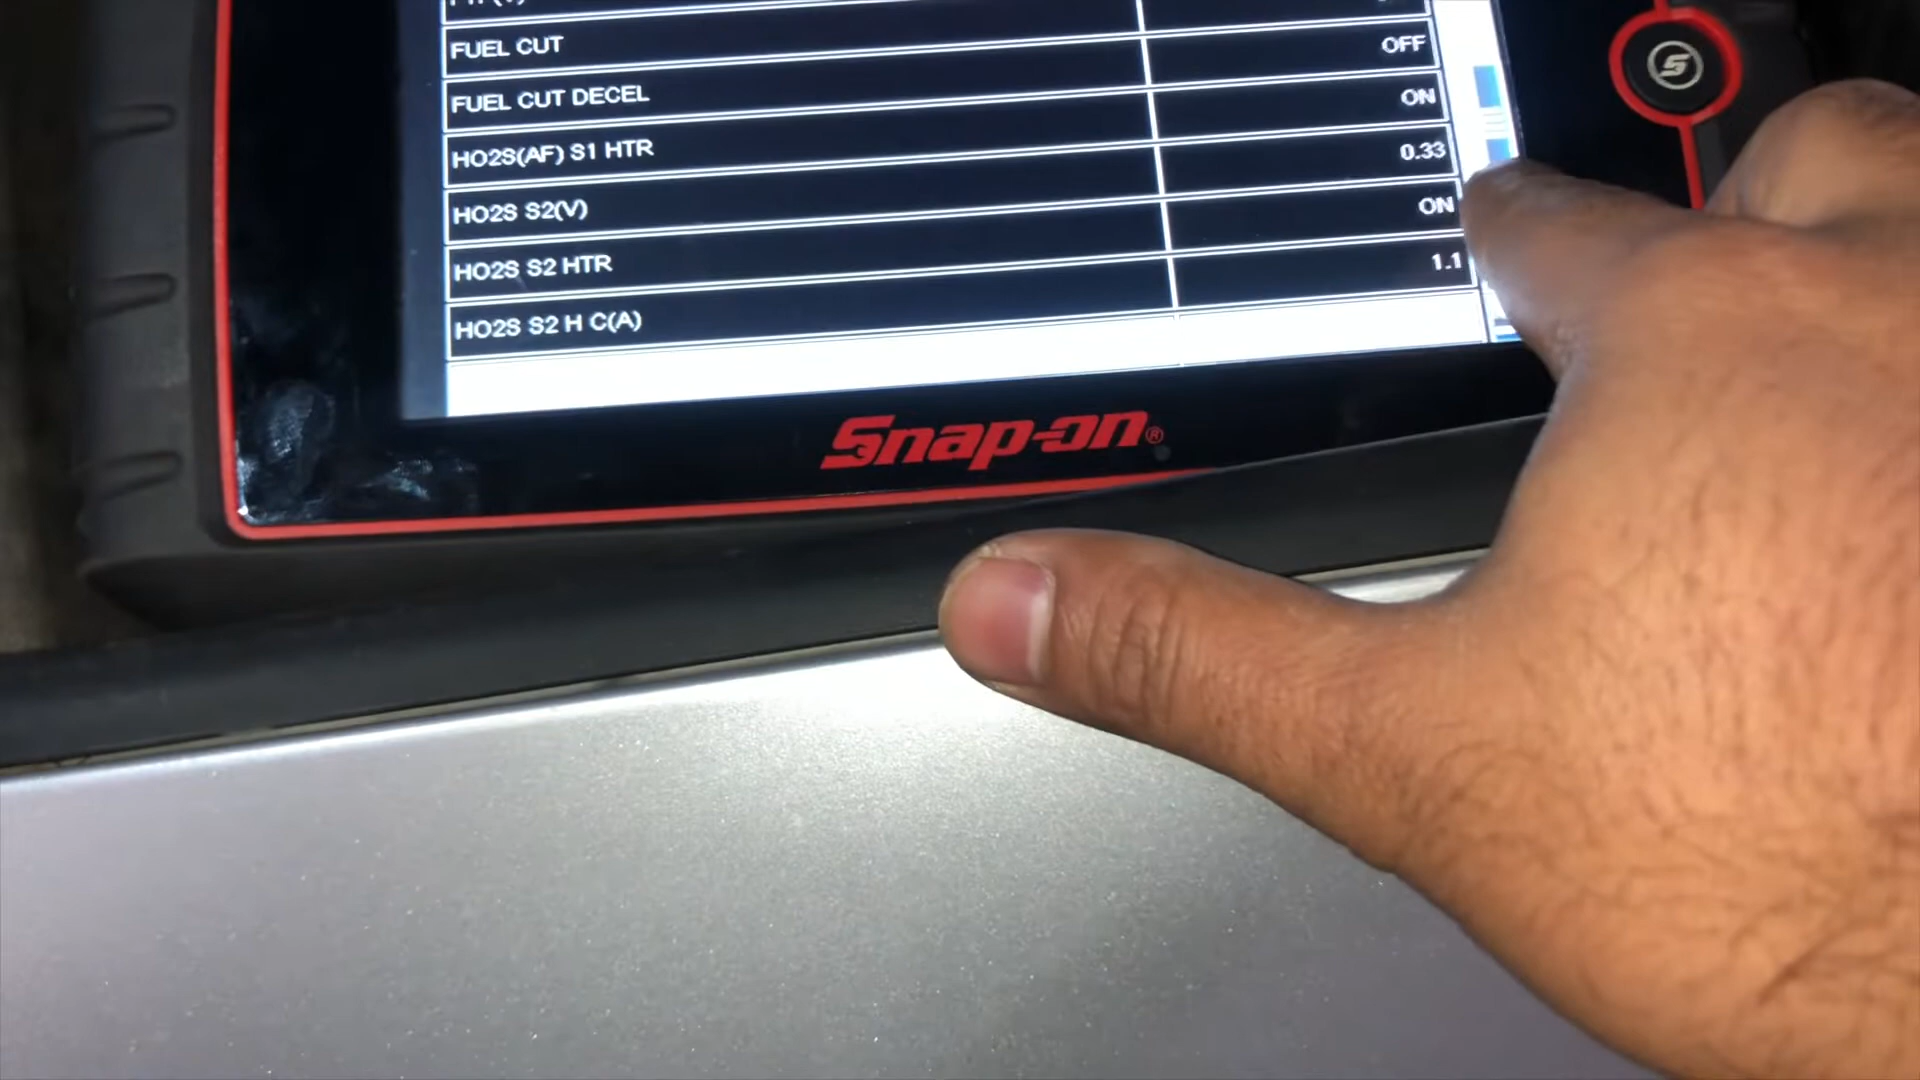 FUEL CUT
FUEL CUT DECEL OFF
HO2S(AF) S1 HTR ON
HO2S S2(V) 0.33
HO2S S2 HTR ON
HO2S S2 H C(A) 1.1
Snap-on®
S